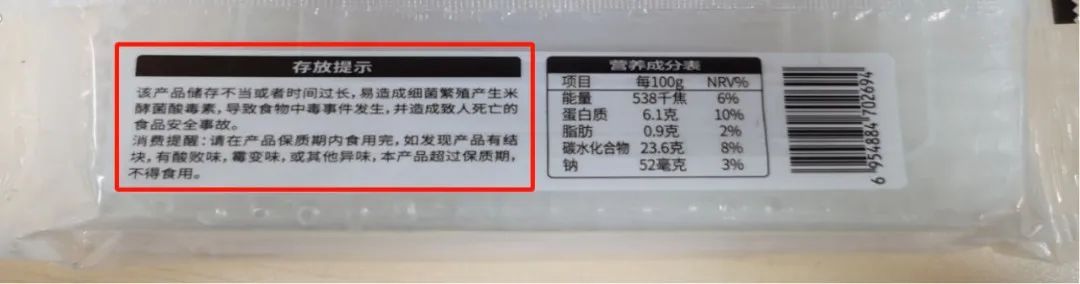 存放提示
该产品储存不当或者时间过长,易造成细菌繁殖产生米
酵菌酸毒素,导致食物中毒事件发生,并造成致人死亡的
食品安全事故。
消费提醒:请在产品保质期内食用完,如发现产品有结
块,有酸败味,霉变味,或其他异味,本产品超过保质期,
不得食用。
营养成分表
项目 每100g NRV%
能量 538千焦 6%
蛋白质 6.1克 10%
脂肪 0.9克 2%
碳水化合物 23.6克 8%
钠 52毫克 3%
6 954884 702694